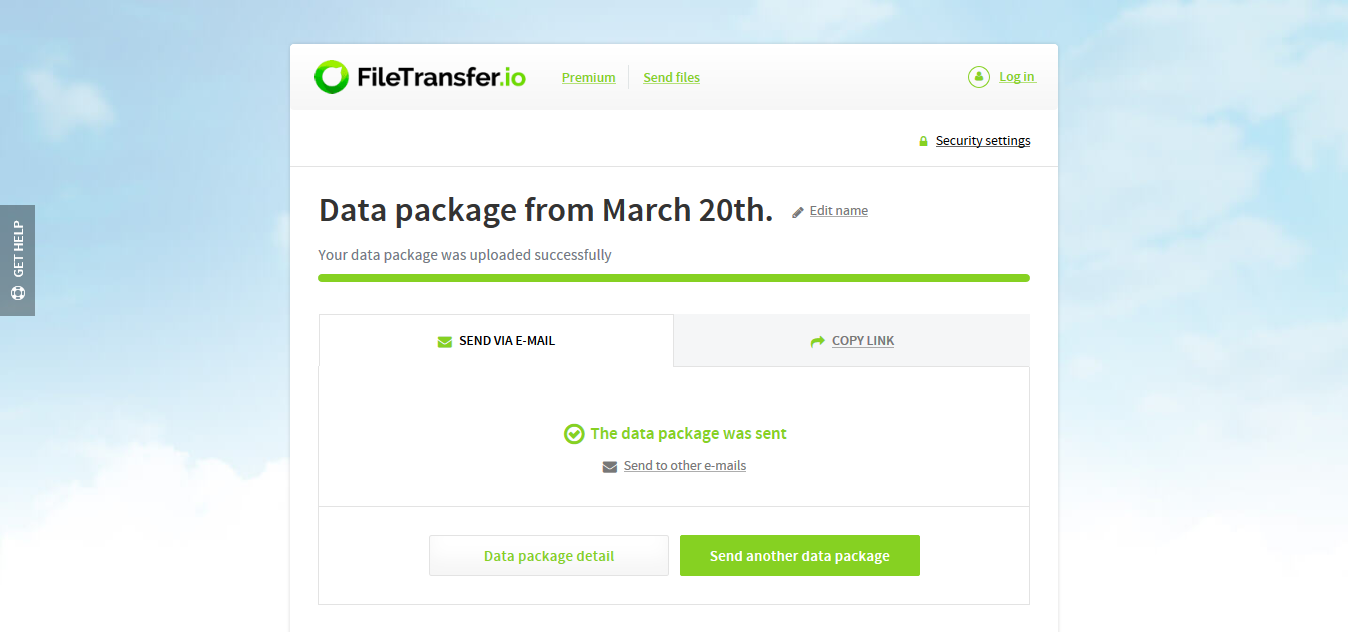 FileTransfer.io
Premium
Send files
Log in
Security settings
Data package from March 20th.
Edit name
GET HELP
Your data package was uploaded successfully
SEND VIA E-MAIL
COPY LINK
The data package was sent
Send to other e-mails
Data package detail
Send another data package